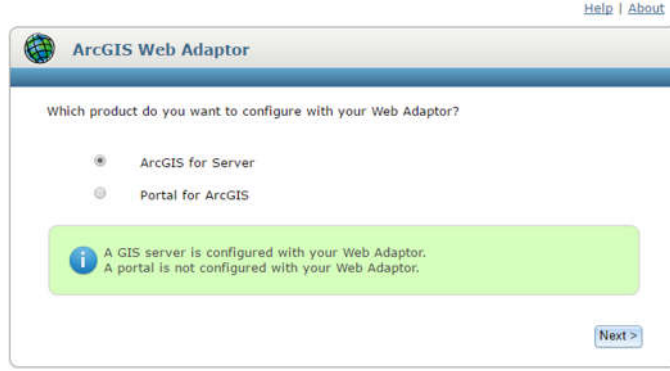 Help | About
ArcGIS Web Adaptor
Which product do you want to configure with your Web Adaptor?
ArcGIS for Server
Portal for ArcGIS
A GIS server is configured with your Web Adaptor.
A portal is not configured with your Web Adaptor.
Next >